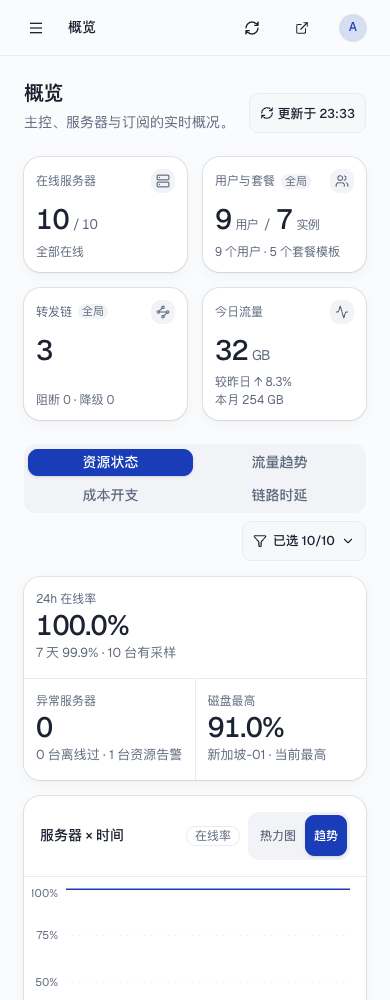 概览
A
概览
主控、服务器与订阅的实时概况。
更新于 23:33
在线服务器
10 / 10
全部在线
用户与套餐 全局
9 用户 / 7 实例
9 个用户 · 5 个套餐模板
转发链 全局
3
阻断 0 · 降级 0
今日流量
32 GB
较昨日 ↑ 8.3%
本月 254 GB
资源状态
流量趋势
成本开支
链路时延
已选 10/10
24h 在线率
100.0%
7 天 99.9% · 10 台有采样
异常服务器
0
0 台离线过 · 1 台资源告警
磁盘最高
91.0%
新加坡-01 · 当前最高
服务器 × 时间
在线率
热力图
趋势
100%
75%
50%